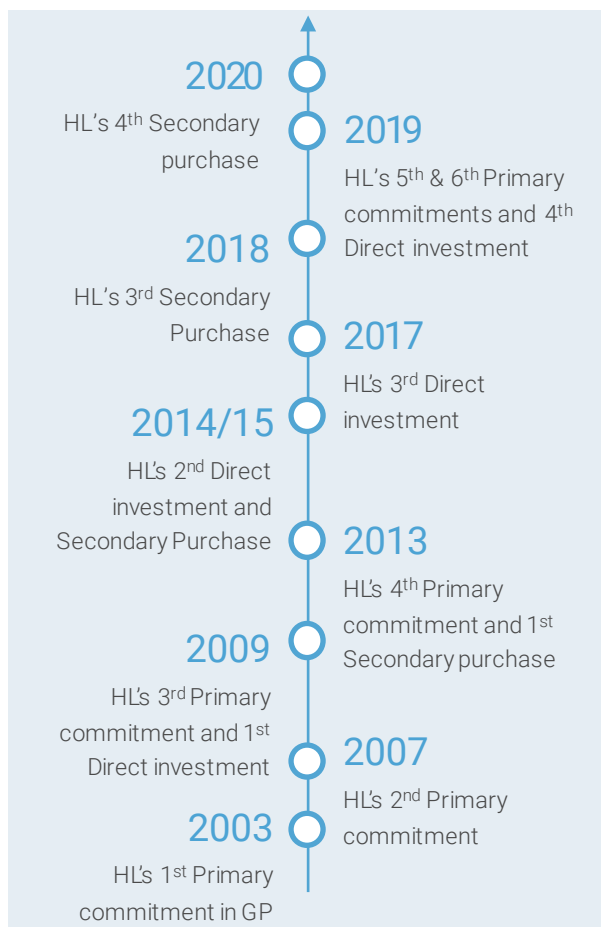 2020
HL's 4th Secondary
purchase
2019
HL's 5th & 6th Primary
commitments and 4th
Direct investment
2018
HL's 3rd Secondary
Purchase
2017
HL's 3rd Direct
investment
2014/15
HL's 2nd Direct
investment and
Secondary Purchase
2013
HL's 4th Primary
commitment and 1st
Secondary purchase
2009
HL's 3rd Primary
commitment and 1st
Direct investment
2007
HL's 2nd Primary
commitment
2003
HL's 1st Primary
commitment in GP